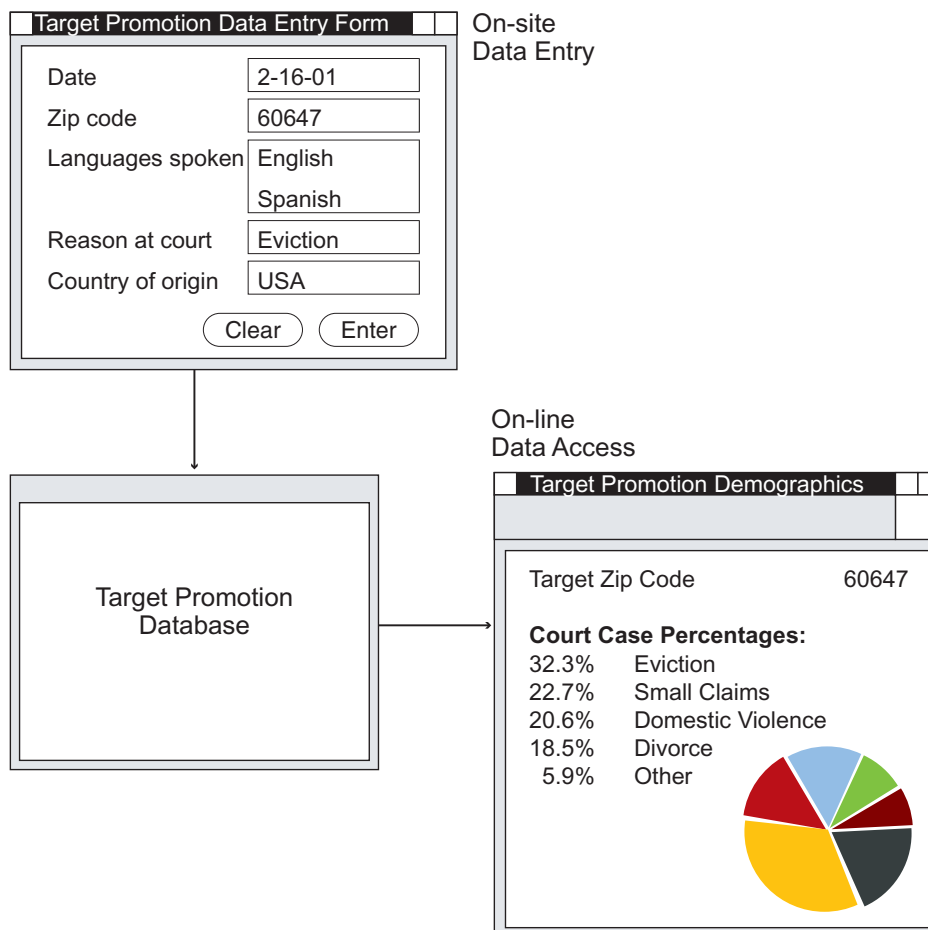 Target Promotion Data Entry Form
On-site
Data Entry
Date 2-16-01
Zip code 60647
Languages spoken English
Spanish
Reason at court Eviction
Country of origin USA
Clear Enter
On-line
Data Access
Target Promotion
Database
Target Promotion Demographics
Target Zip Code 60647
Court Case Percentages:
32.3% Eviction
22.7% Small Claims
20.6% Domestic Violence
18.5% Divorce
5.9% Other